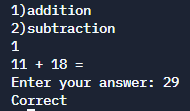 1)addition
2)subtraction
1
11 + 18 =
Enter your answer: 29
Correct